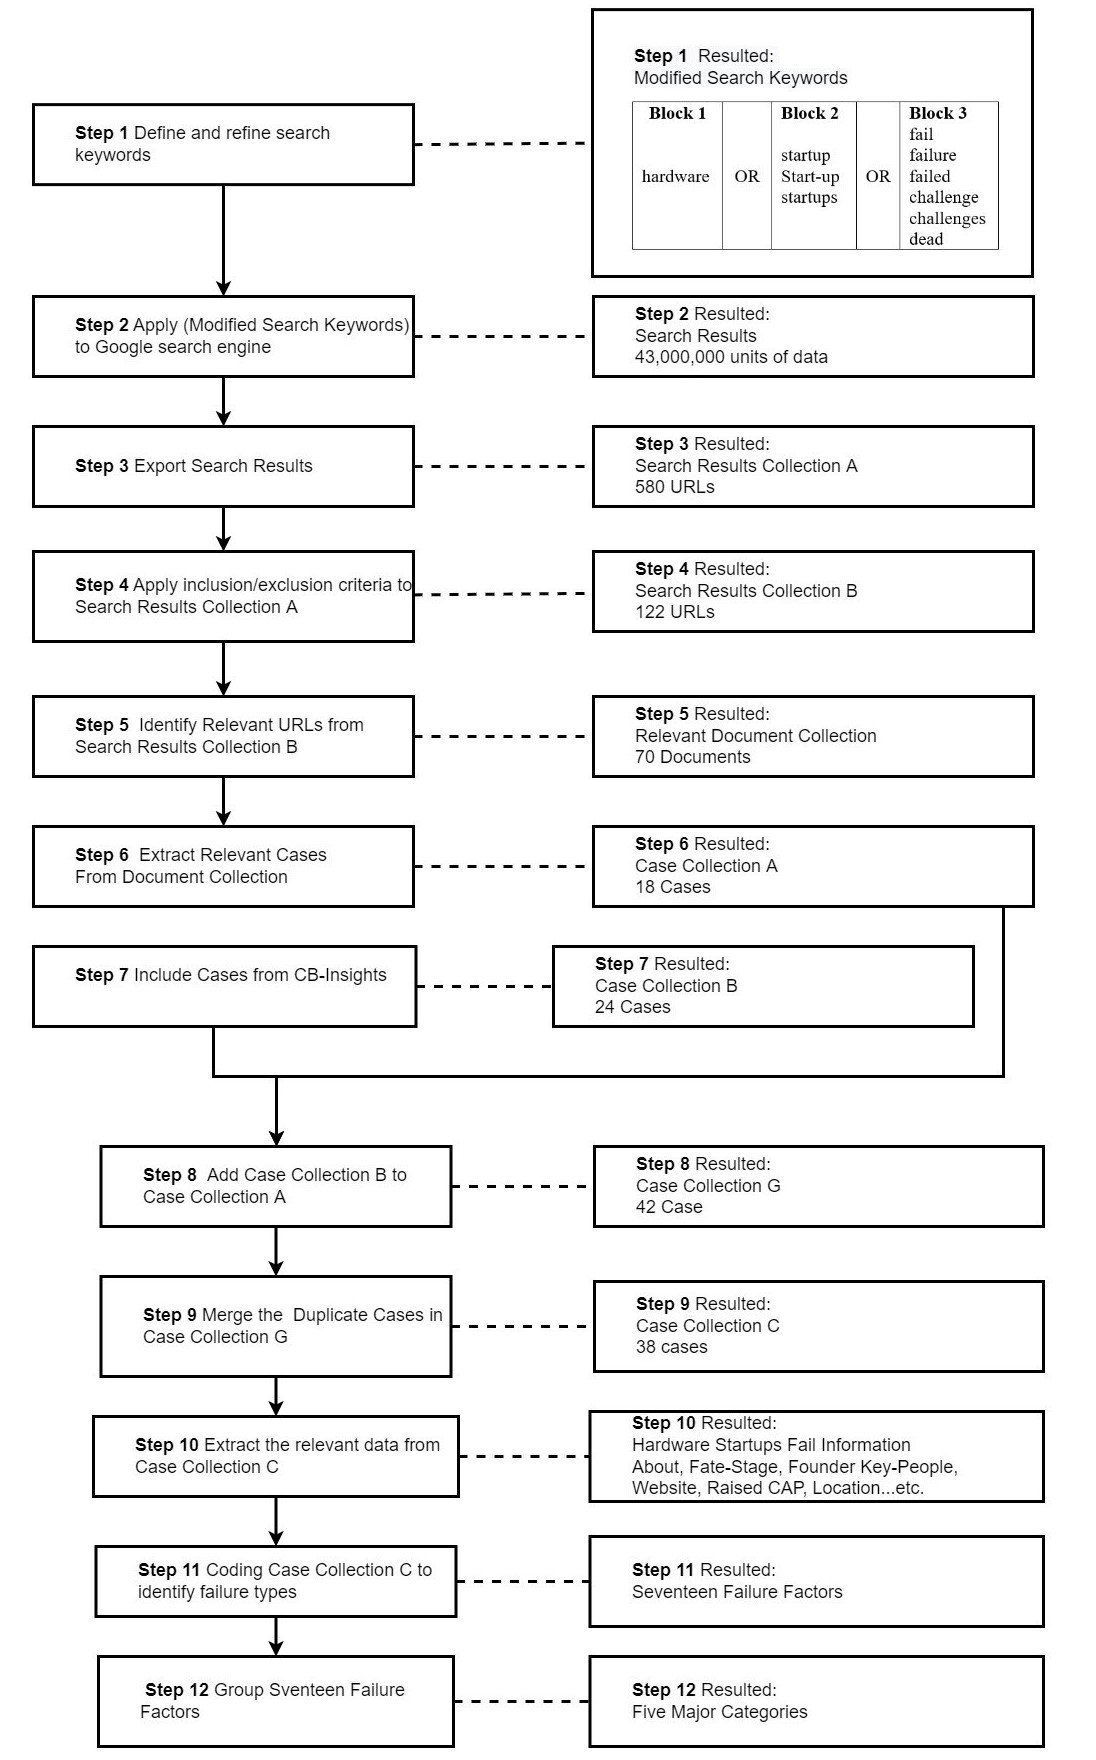 Step 1 Define and refine search
keywords
Step 1 Resulted:
Modified Search Keywords
Block 1
hardware
OR
Block 2
startup
Start-up
startups
OR
Block 3
fail
failure
failed
challenge
challenges
dead
Step 2 Apply (Modified Search Keywords)
to Google search engine
Step 2 Resulted:
Search Results
43,000,000 units of data
Step 3 Export Search Results
Step 3 Resulted:
Search Results Collection A
580 URLs
Step 4 Apply inclusion/exclusion criteria to
Search Results Collection A
Step 4 Resulted:
Search Results Collection B
122 URLs
Step 5 Identify Relevant URLs from
Search Results Collection B
Step 5 Resulted:
Relevant Document Collection
70 Documents
Step 6 Extract Relevant Cases
From Document Collection
Step 6 Resulted:
Case Collection A
18 Cases
Step 7 Include Cases from CB-Insights
Step 7 Resulted:
Case Collection B
24 Cases
Step 8 Add Case Collection B to
Case Collection A
Step 8 Resulted:
Case Collection G
42 Case
Step 9 Merge the Duplicate Cases in
Case Collection G
Step 9 Resulted:
Case Collection C
38 cases
Step 10 Extract the relevant data from
Case Collection C
Step 10 Resulted:
Hardware Startups Fail Information
About, Fate-Stage, Founder Key-People,
Website, Raised CAP, Location...etc.
Step 11 Coding Case Collection C to
identify failure types
Step 11 Resulted:
Seventeen Failure Factors
Step 12 Group Sventeen Failure
Factors
Step 12 Resulted:
Five Major Categories